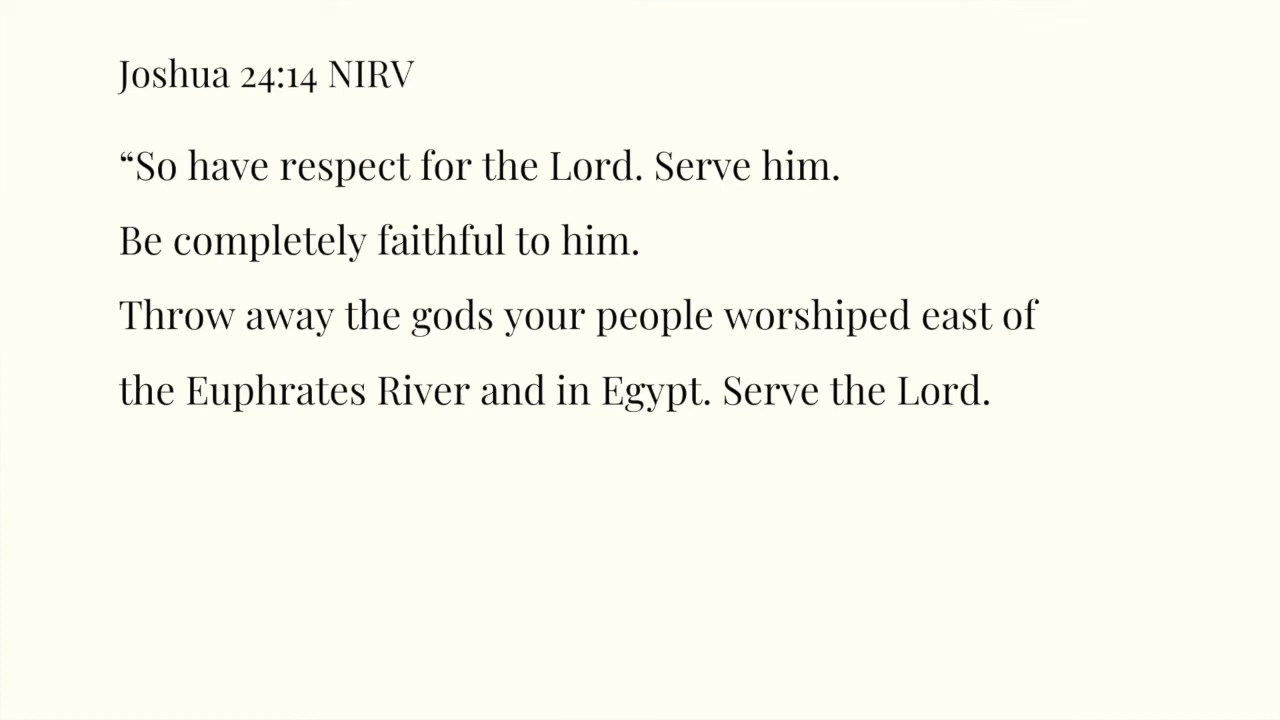 Joshua 24:14 NIRV
“So have respect for the Lord. Serve him.
Be completely faithful to him.
Throw away the gods your people worshiped east of
the Euphrates River and in Egypt. Serve the Lord.